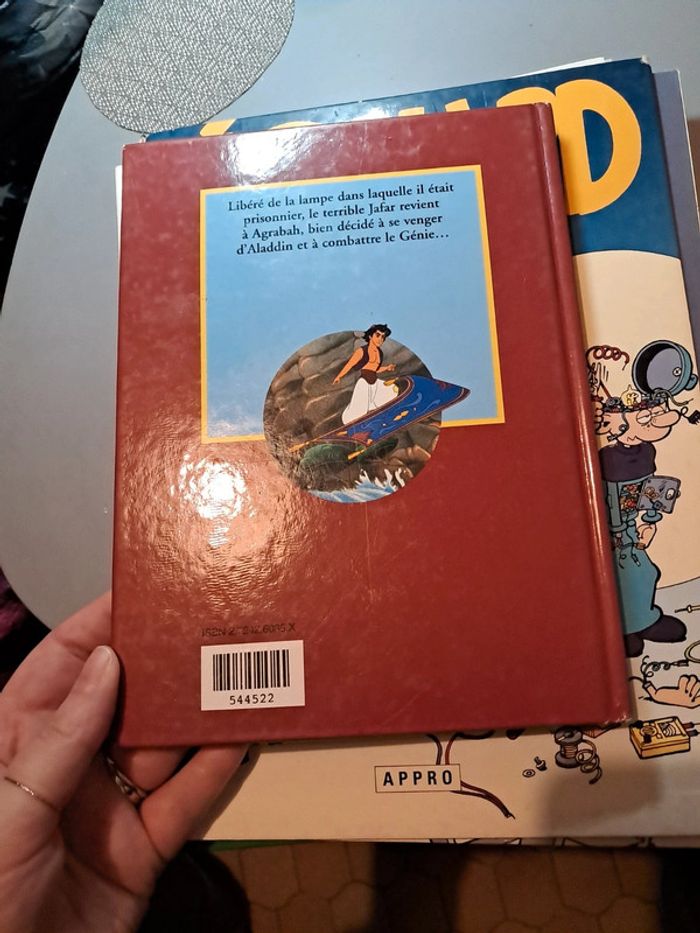 Libéré de la lampe dans laquelle il était
prisonnier, le terrible Jafar revient
à Agrabah, bien décidé à se venger
d'Aladdin et à combattre le Génie…
ISBN
544522
APPRO